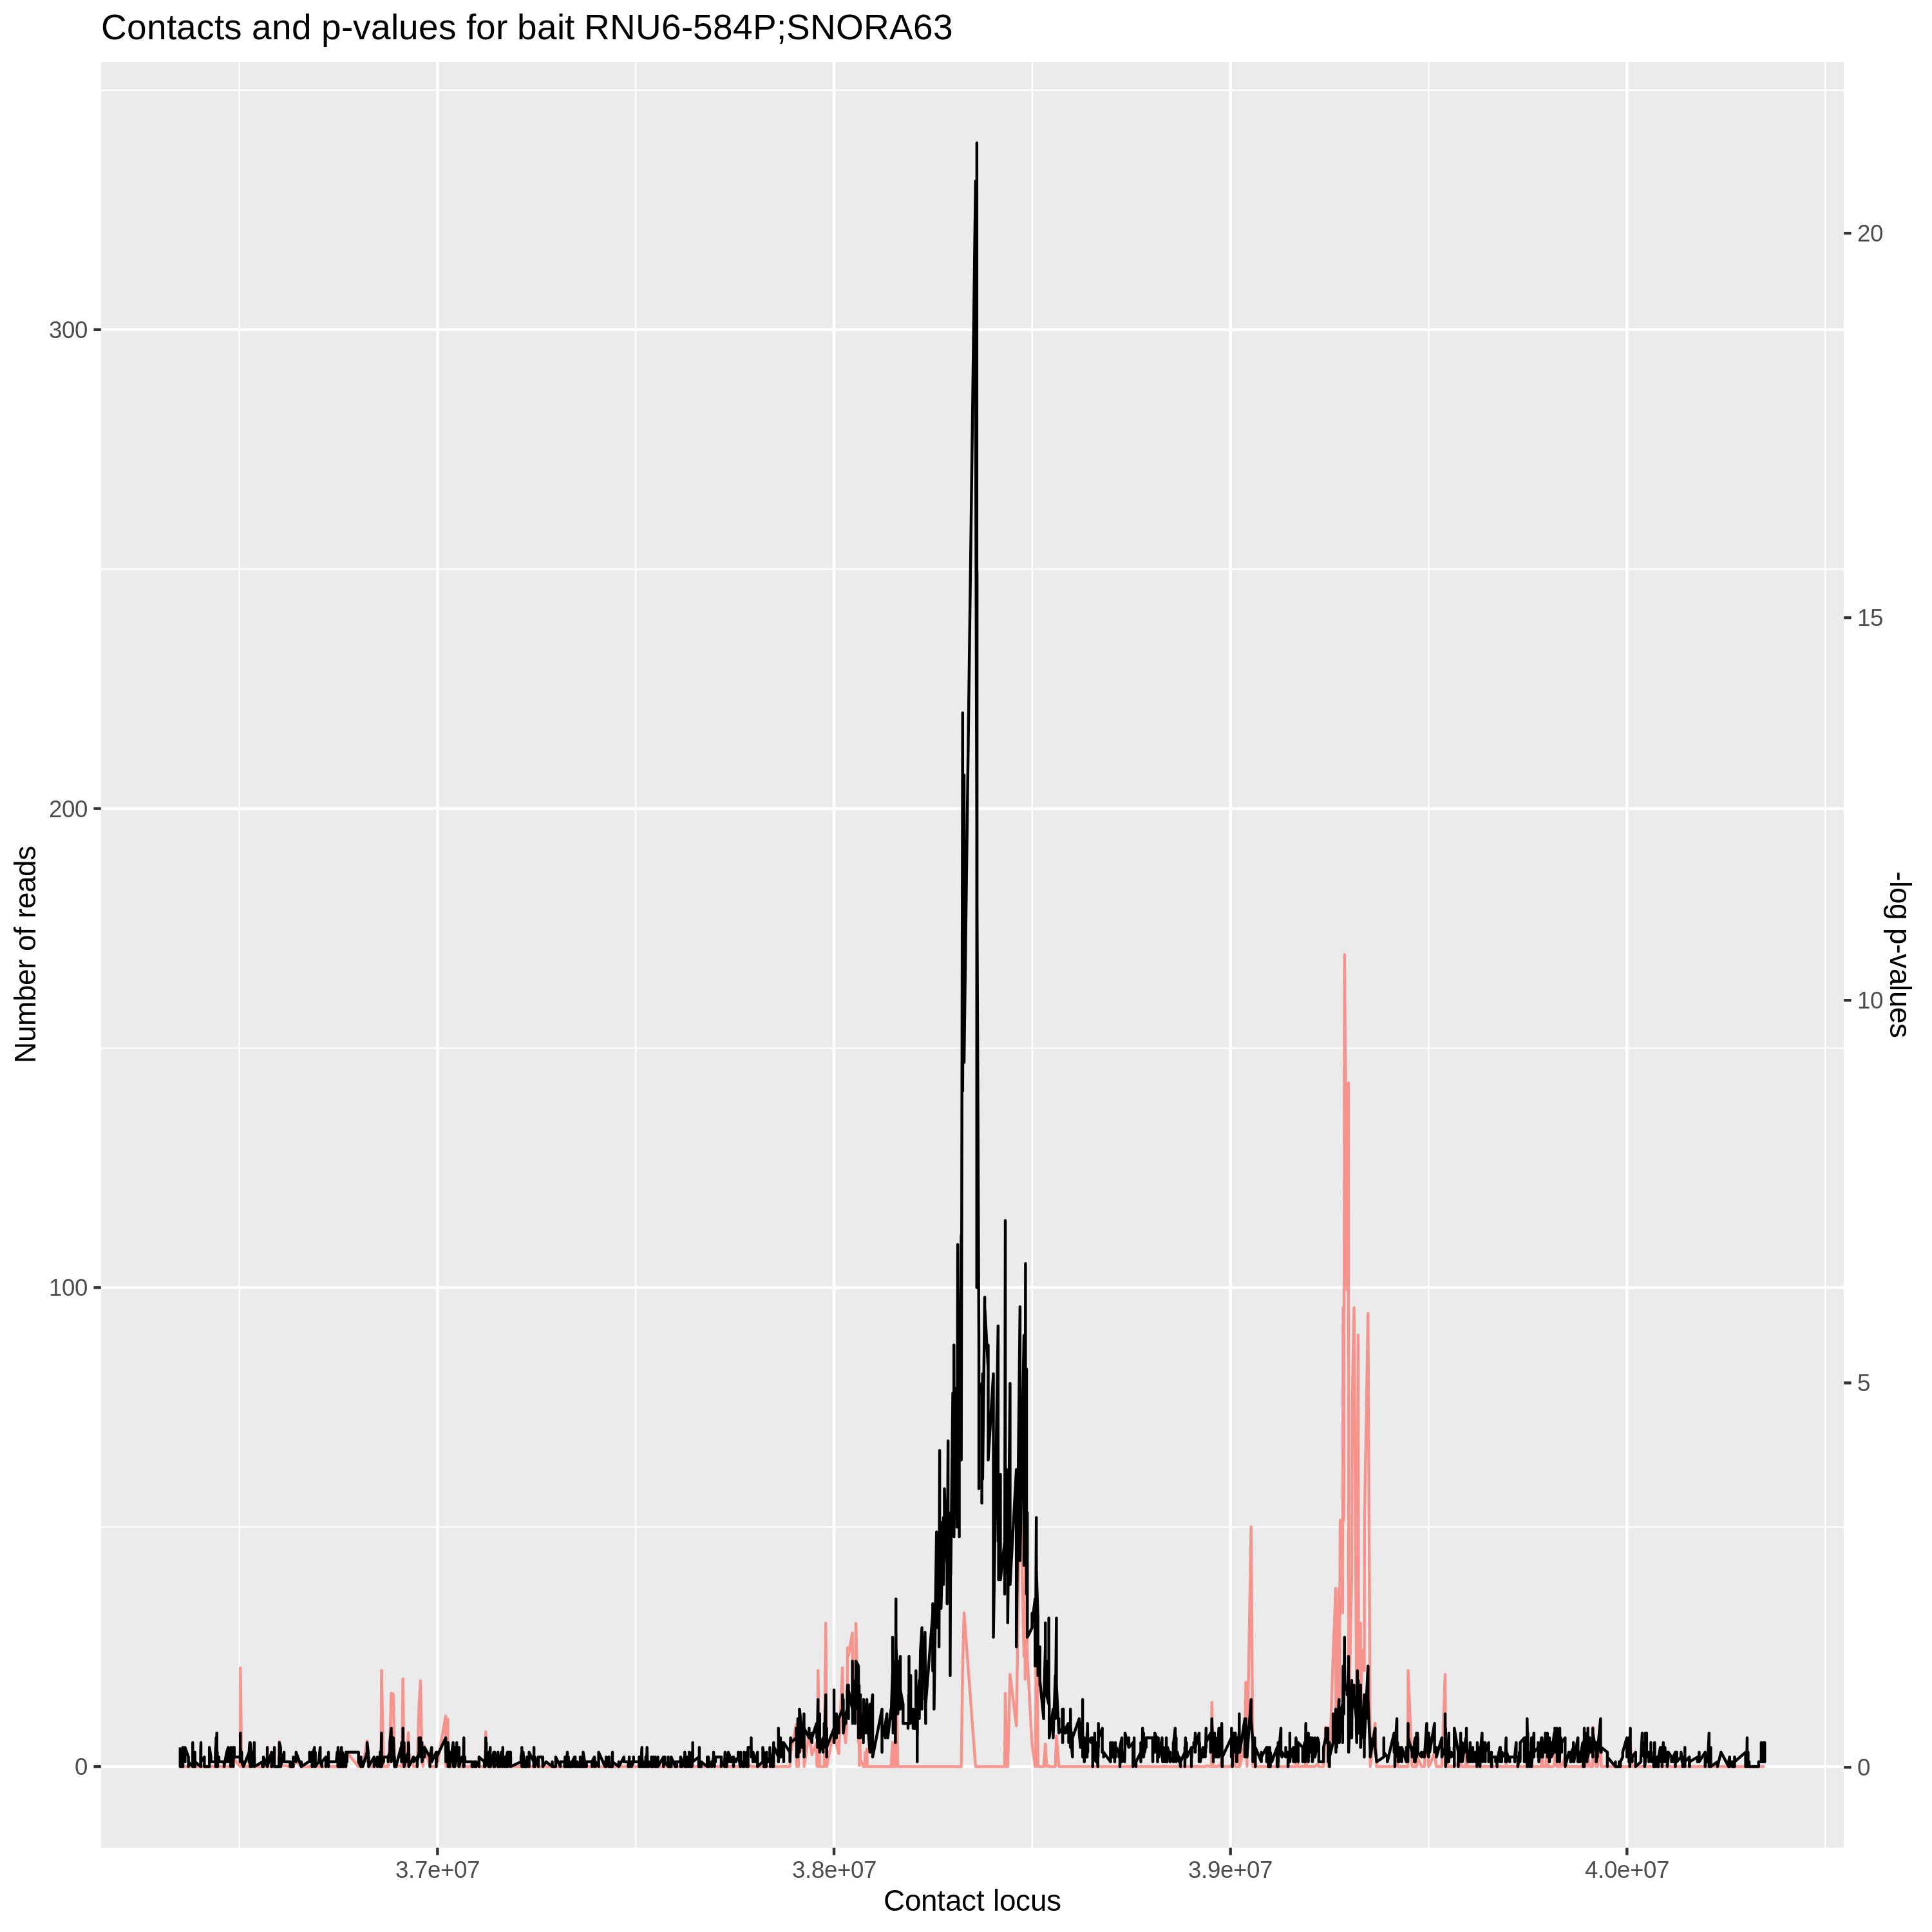 Contacts and p-values for bait RNU6-584P;SNORA63
300
200
100
0
Number of reads
20
15
10
5
0
-log p-values
3.7e+07 3.8e+07 3.9e+07 4.0e+07
Contact locus